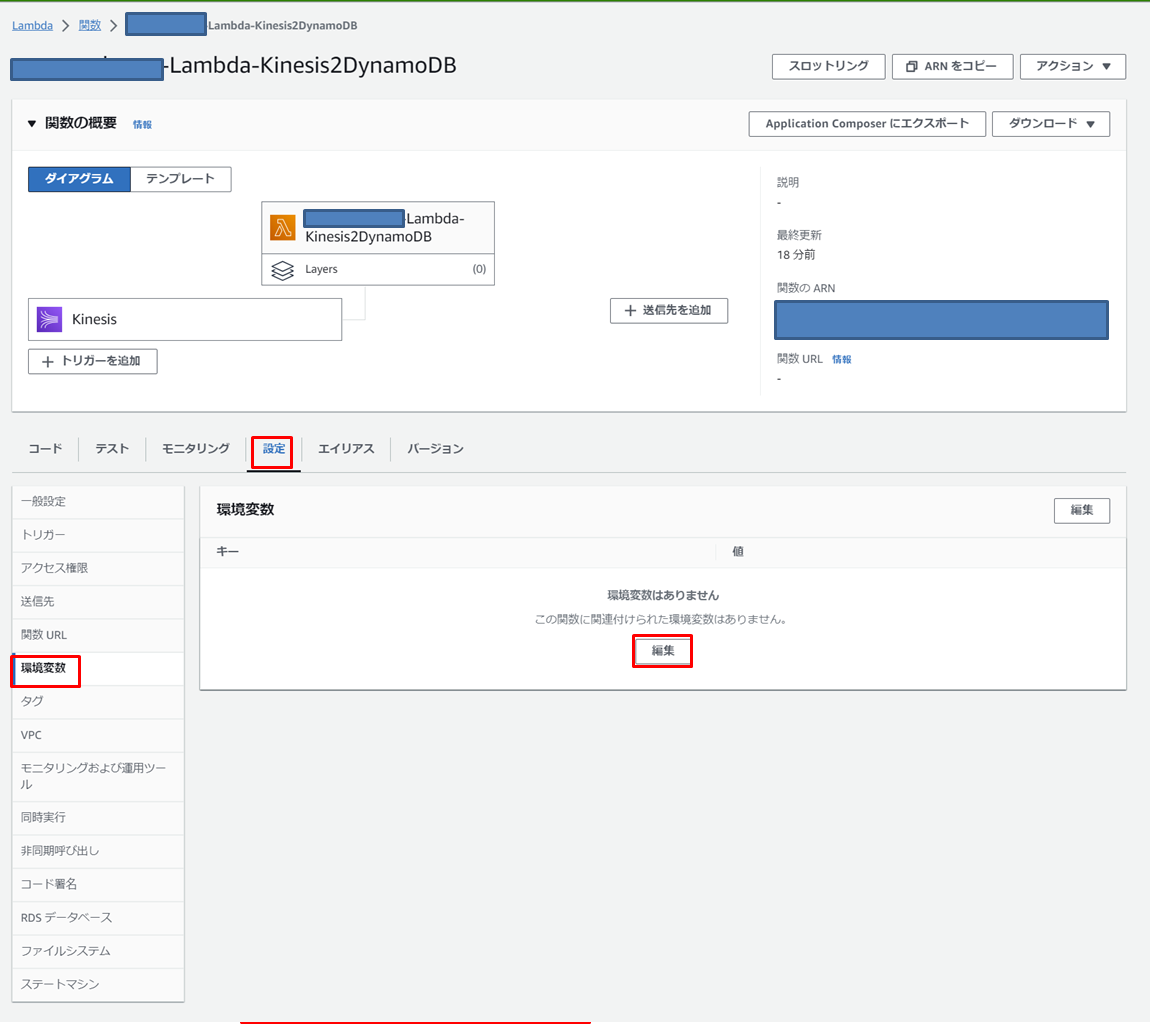 Lambda > 関数 > -Lambda-Kinesis2DynamoDB
-Lambda-Kinesis2DynamoDB
スロットリング
ARN をコピー
アクション ▼
▼ 関数の概要 情報
Application Composer にエクスポート
ダウンロード ▼
ダイアグラム
テンプレート
-Lambda-
Kinesis2DynamoDB
Layers (0)
Kinesis
+ トリガーを追加
+ 送信先を追加
説明
-
最終更新
18 分前
関数の ARN
関数 URL 情報
-
コード
テスト
モニタリング
設定
エイリアス
バージョン
一般設定
トリガー
アクセス権限
送信先
関数 URL
環境変数
タグ
VPC
モニタリングおよび運用ツー
ル
同時実行
非同期呼び出し
コード署名
RDS データベース
ファイルシステム
ステートマシン
環境変数
編集
キー
値
環境変数はありません
この関数に関連付けられた環境変数はありません。
編集